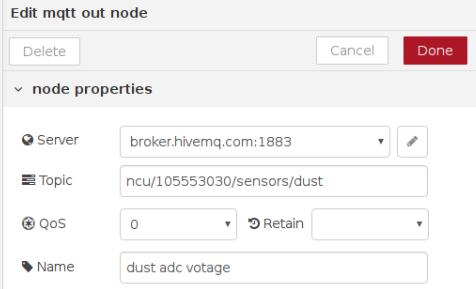 Edit mqtt out node
Delete
Cancel
Done
node properties
Server
broker.hivemq.com:1883
Topic
ncu/105553030/sensors/dust
QoS
0
Retain
Name
dust adc votage